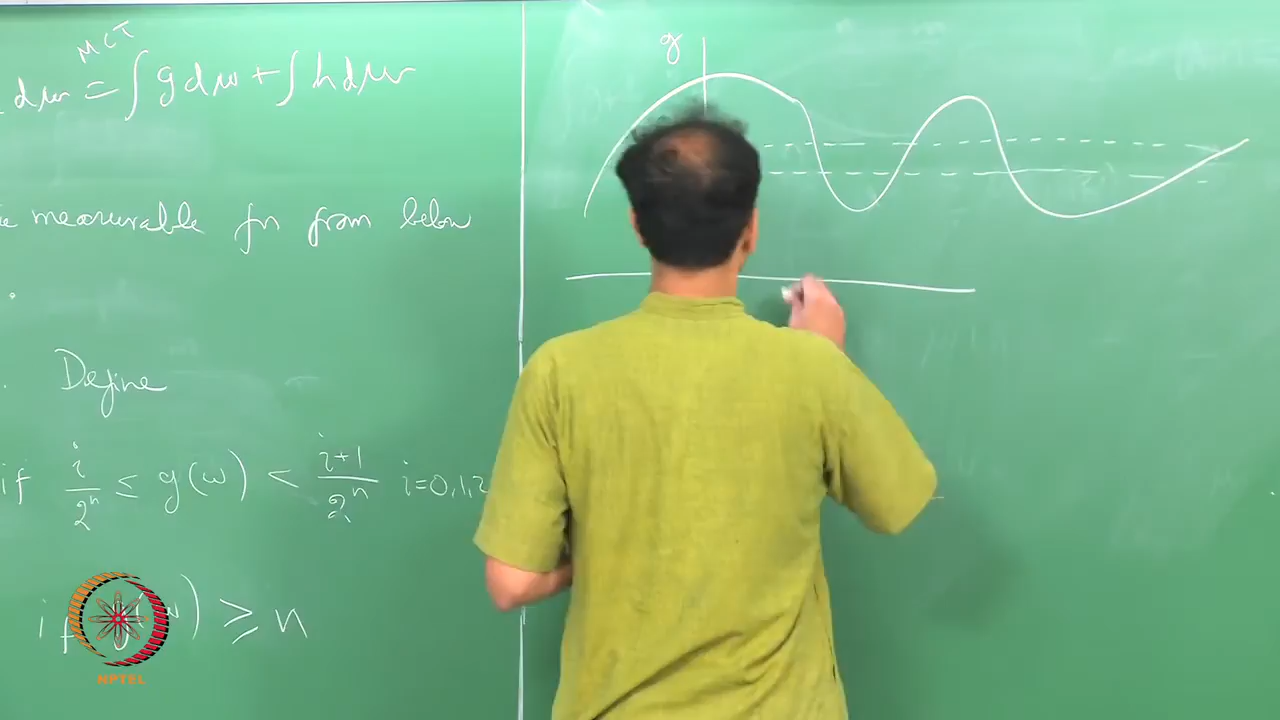 MCT
dμ = ∫ g dμ + ∫ h dμ
measurable fn from below
Define
if i/2ⁿ ≤ g(ω) < i+1/2ⁿ i=0,1,2
if ω) ≥ n
g
NPTEL